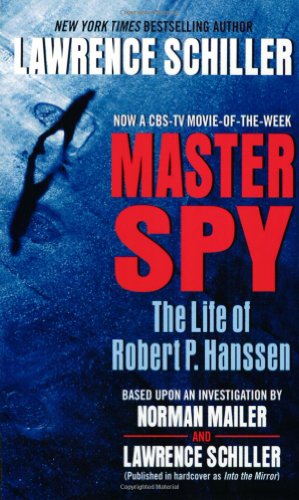 NEW YORK TIMES BESTSELLING AUTHOR
LAWRENCE SCHILLER
NOW A CBS-TV MOVIE-OF-THE-WEEK
MASTER
SPY
The Life of
Robert P. Hanssen
BASED UPON AN INVESTIGATION BY
NORMAN MAILER
AND
LAWRENCE SCHILLER
(Published in hardcover as Into the Mirror)
Copyrighted Material